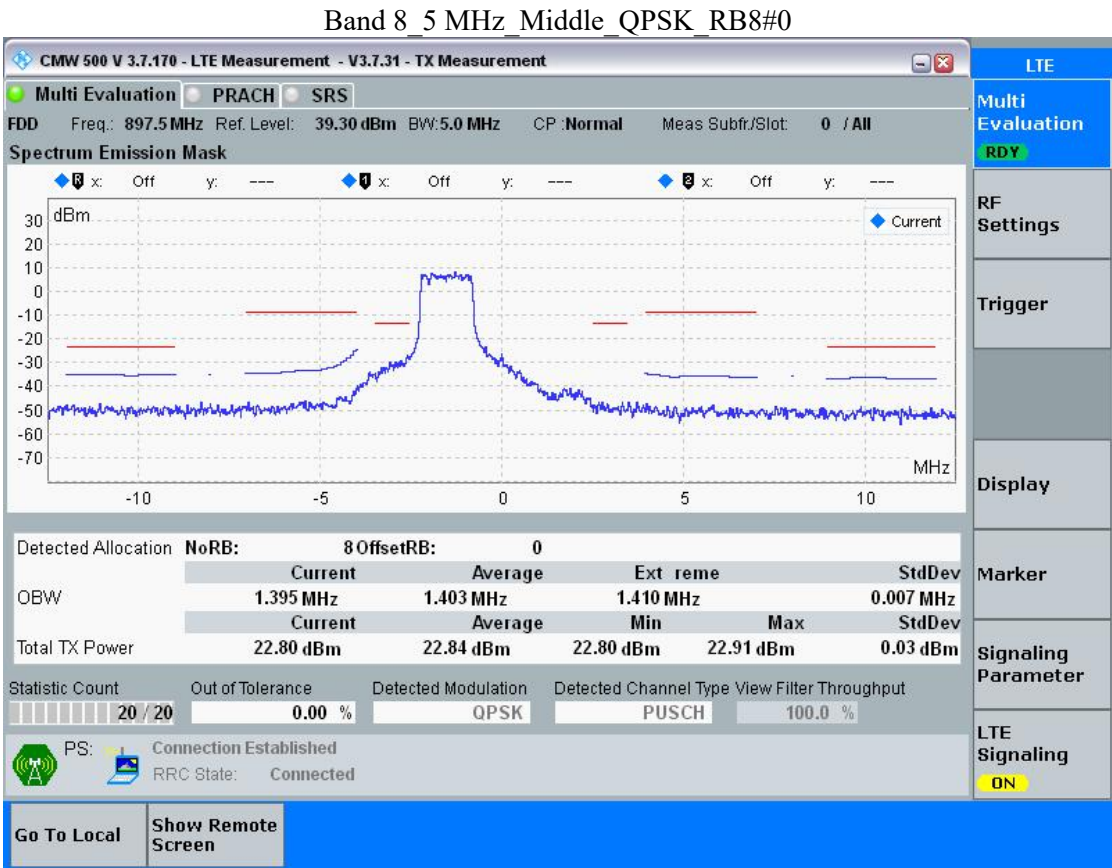 Band 8_5 MHz_Middle_QPSK_RB8#0
CMW 500 V 3.7.170 - LTE Measurement - V3.7.31 - TX Measurement
LTE
Multi Evaluation PRACH SRS
Multi
Evaluation
RDY
FDD Freq.: 897.5 MHz Ref. Level: 39.30 dBm BW:5.0 MHz CP :Normal Meas Subfr./Slot: 0 / All
Spectrum Emission Mask
R x: Off y: --- 1 x: Off y: --- 2 x: Off y: ---
RF
Settings
dBm
Current
30
20
10
0
-10
-20
-30
-40
-50
-60
-70
MHz
-10 -5 0 5 10
Trigger
Display
Detected Allocation NoRB: 8 OffsetRB: 0
Current Average Ext reme StdDev
OBW 1.395 MHz 1.403 MHz 1.410 MHz 0.007 MHz
Current Average Min Max StdDev
Total TX Power 22.80 dBm 22.84 dBm 22.80 dBm 22.91 dBm 0.03 dBm
Marker
Signaling
Parameter
Statistic Count Out of Tolerance Detected Modulation Detected Channel Type View Filter Throughput
20 / 20 0.00 % QPSK PUSCH 100.0 %
PS: Connection Established
RRC State: Connected
LTE
Signaling
ON
Go To Local
Show Remote
Screen